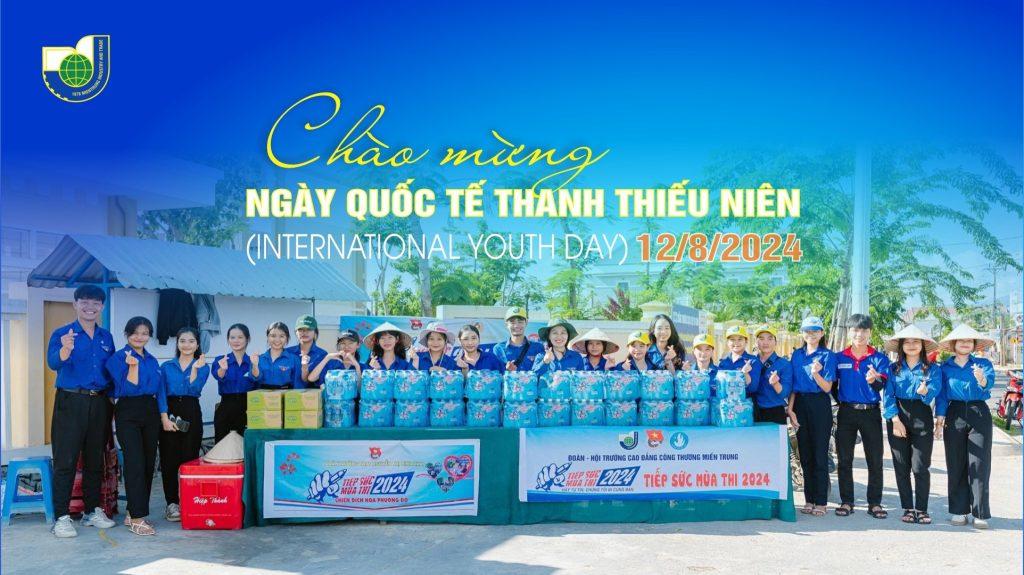 Chào mừng
NGÀY QUỐC TẾ THANH THIẾU NIÊN
(INTERNATIONAL YOUTH DAY) 12/8/2024
TIẾP SỨC
MÙA THI 2024
CHIẾN DỊCH HOA PHƯỢNG ĐỎ
ĐOÀN - HỘI TRƯỜNG CAO ĐẲNG CÔNG THƯƠNG MIỀN TRUNG
TIẾP SỨC
MÙA THI 2024
TIẾP SỨC MÙA THI 2024
Hiệp Thành